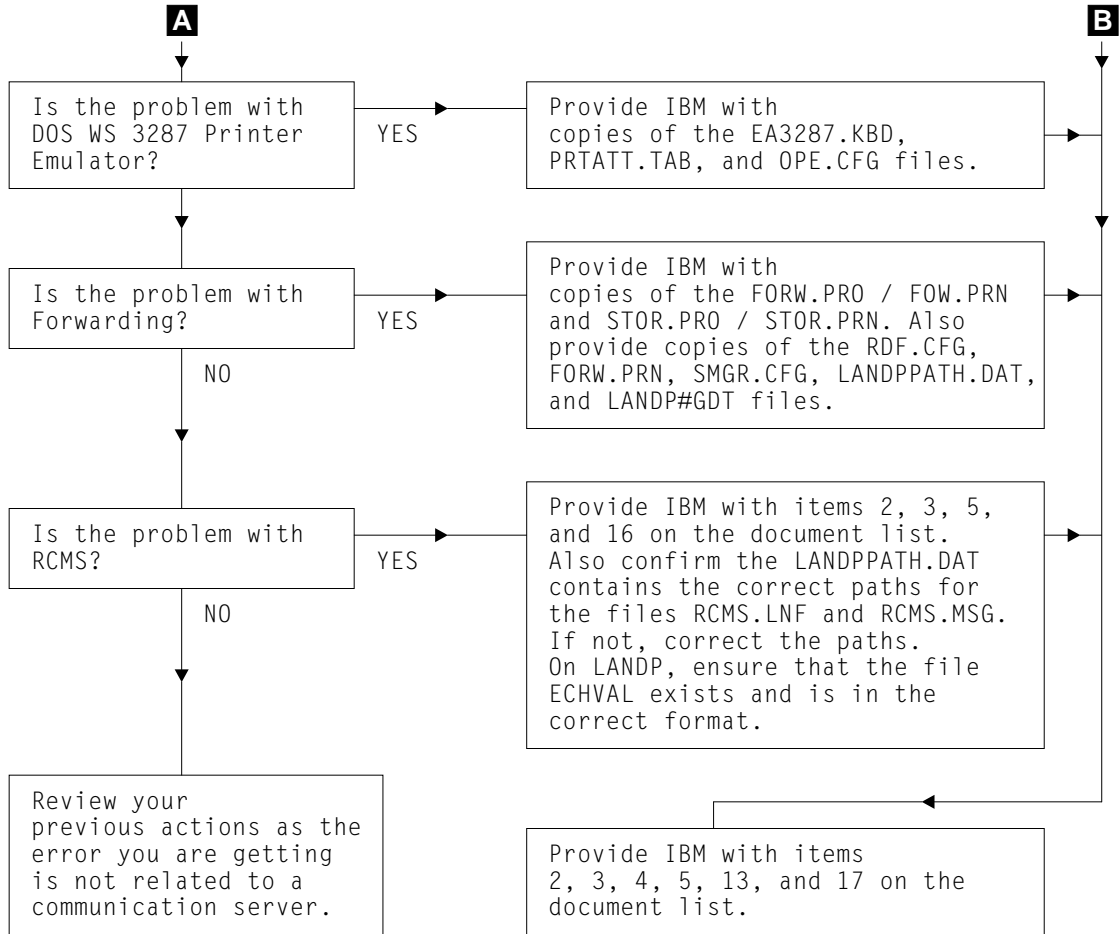 A
B
Is the problem with
DOS WS 3287 Printer
Emulator?
YES
Provide IBM with
copies of the EA3287.KBD,
PRTATT.TAB, and OPE.CFG files.
Is the problem with
Forwarding?
YES
NO
Provide IBM with
copies of the FORW.PRO / FOW.PRN
and STOR.PRO / STOR.PRN. Also
provide copies of the RDF.CFG,
FORW.PRN, SMGR.CFG, LANDPPATH.DAT,
and LANDP#GDT files.
Is the problem with
RCMS?
YES
NO
Provide IBM with items 2, 3, 5,
and 16 on the document list.
Also confirm the LANDPPATH.DAT
contains the correct paths for
the files RCMS.LNF and RCMS.MSG.
If not, correct the paths.
On LANDP, ensure that the file
ECHVAL exists and is in the
correct format.
Review your
previous actions as the
error you are getting
is not related to a
communication server.
Provide IBM with items
2, 3, 4, 5, 13, and 17 on the
document list.